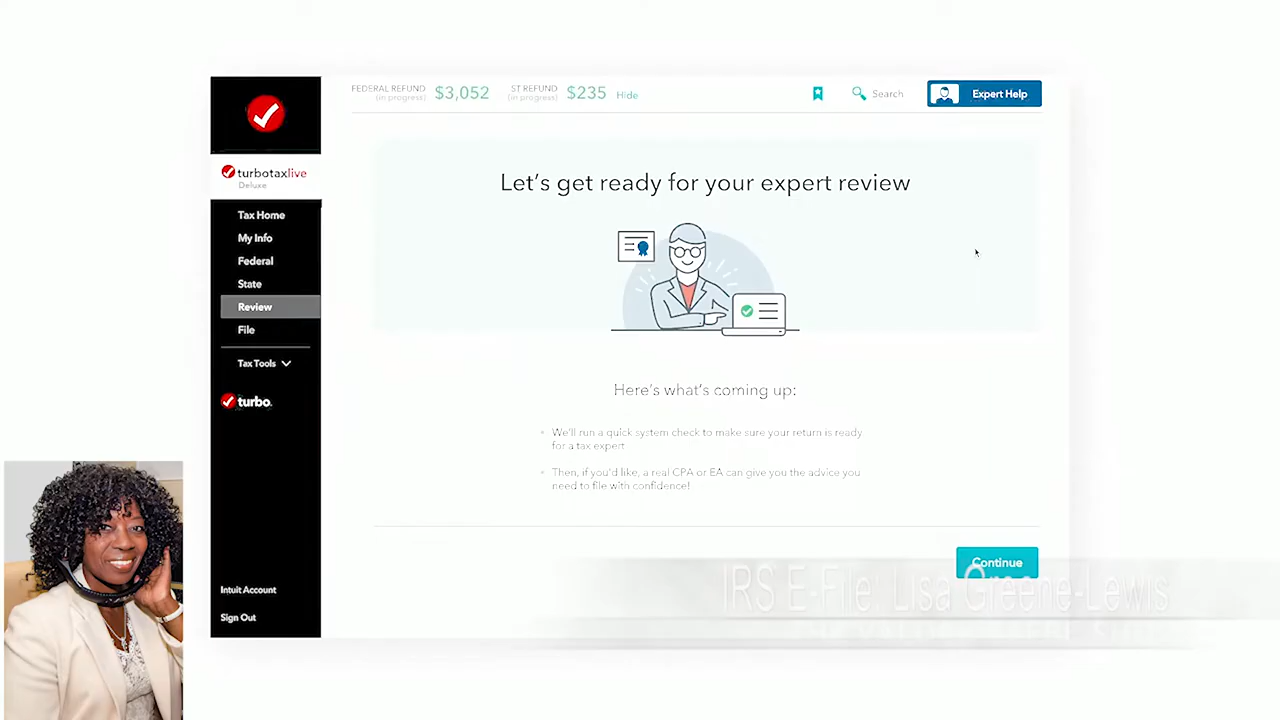 FEDERAL REFUND
(in progress)
$3,052
ST REFUND
(in progress)
$235
Hide
Search
Expert Help
turbotaxlive
Deluxe
Let's get ready for your expert review
Tax Home
My Info
Federal
State
Review
File
Tax Tools
turbo
Here's what's coming up:
We'll run a quick system check to make sure your return is ready
for a tax expert
Then, if you'd like, a real CPA or EA can give you the advice you
need to file with confidence!
Continue
IRS E-File: Lisa Greene-Lewis
Intuit Account
Sign Out